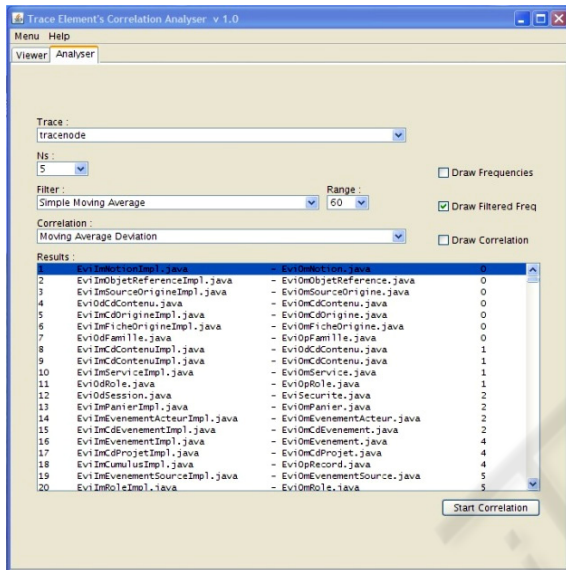 Trace Element's Correlation Analyser v 1.0
Menu Help
Viewer Analyser
Trace :
tracenode
Ns :
5
Draw Frequencies
Filter : Range :
Simple Moving Average 60
Draw Filtered Freq
Correlation :
Moving Average Deviation
Draw Correlation
Results :
1 EviImNotionImpl.java - EviOmNotion.java 0
2 EviImObjetReferenceImpl.java - EviOmObjetReference.java 0
3 EviImSourceOrigineImpl.java - EviOmSourceOrigine.java 0
4 EviOdCdContenu.java - EviOmCdContenu.java 0
5 EviImCdOrigineImpl.java - EviOmCdOrigine.java 0
6 EviImFicheOrigineImpl.java - EviOmFicheOrigine.java 0
7 EviOdFamille.java - EviOpFamille.java 0
8 EviImCdContenuImpl.java - EviOdCdContenu.java 1
9 EviImCdContenuImpl.java - EviOmCdContenu.java 1
10 EviImServiceImpl.java - EviOmService.java 1
11 EviOdRole.java - EviOpRole.java 1
12 EviOdSession.java - EviSecurite.java 2
13 EviImPanierImpl.java - EviOmPanier.java 2
14 EviImEvenementActeurImpl.java - EviOmEvenementActeur.java 2
15 EviImCdEvenementImpl.java - EviOmCdEvenement.java 2
16 EviImEvenementImpl.java - EviOmEvenement.java 4
17 EviImCdProjetImpl.java - EviOmCdProjet.java 4
18 EviImCumulusImpl.java - EviOpRecord.java 4
19 EviImEvenementSourceImpl.java - EviOmEvenementSource.java 5
20 EviImRoleImpl.java - EviOmRole.java 5
Start Correlation